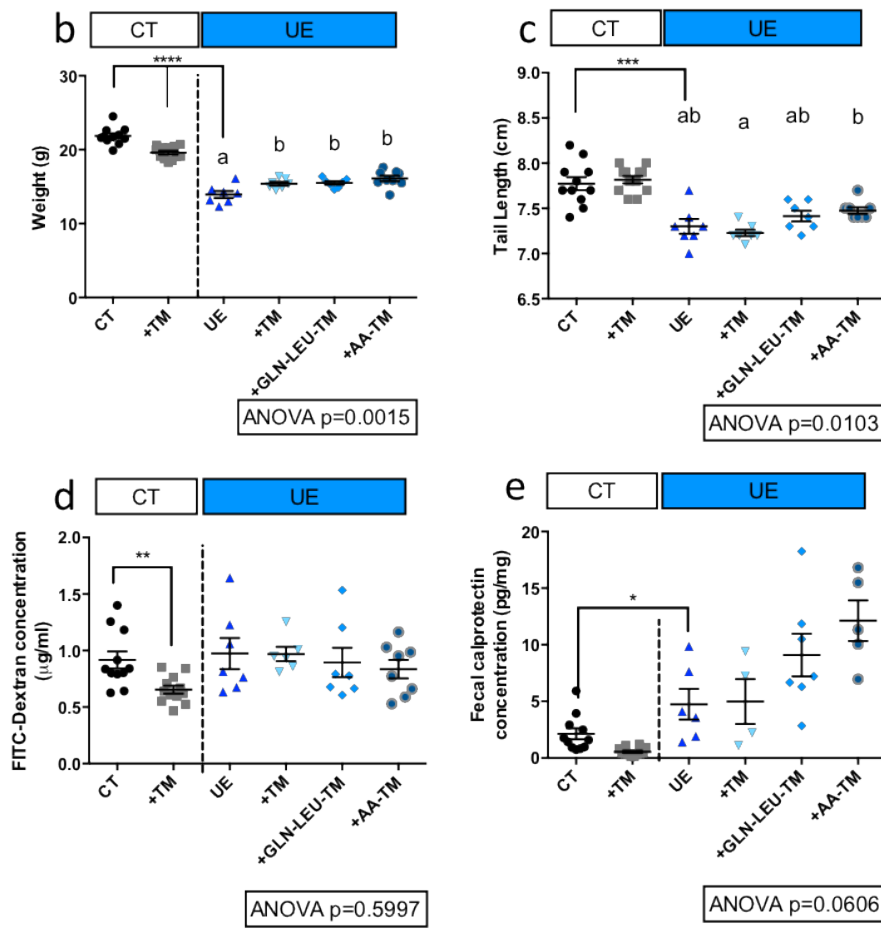 b
CT UE
****
30
20
10
0
Weight (g)
a b b b
CT +TM UE +TM +GLN-LEU-TM +AA-TM
ANOVA p=0.0015
c
CT UE
***
9.0
8.5
8.0
7.5
7.0
6.5
Tail Length (cm)
ab a ab b
CT +TM UE +TM +GLN-LEU-TM +AA-TM
ANOVA p=0.0103
d
CT UE
**
2.0
1.5
1.0
0.5
0.0
FITC-Dextran concentration
(µg/ml)
CT +TM UE +TM +GLN-LEU-TM +AA-TM
ANOVA p=0.5997
e
CT UE
*
20
15
10
5
0
Fecal calprotectin
concentration (pg/mg)
CT +TM UE +TM +GLN-LEU-TM +AA-TM
ANOVA p=0.0606